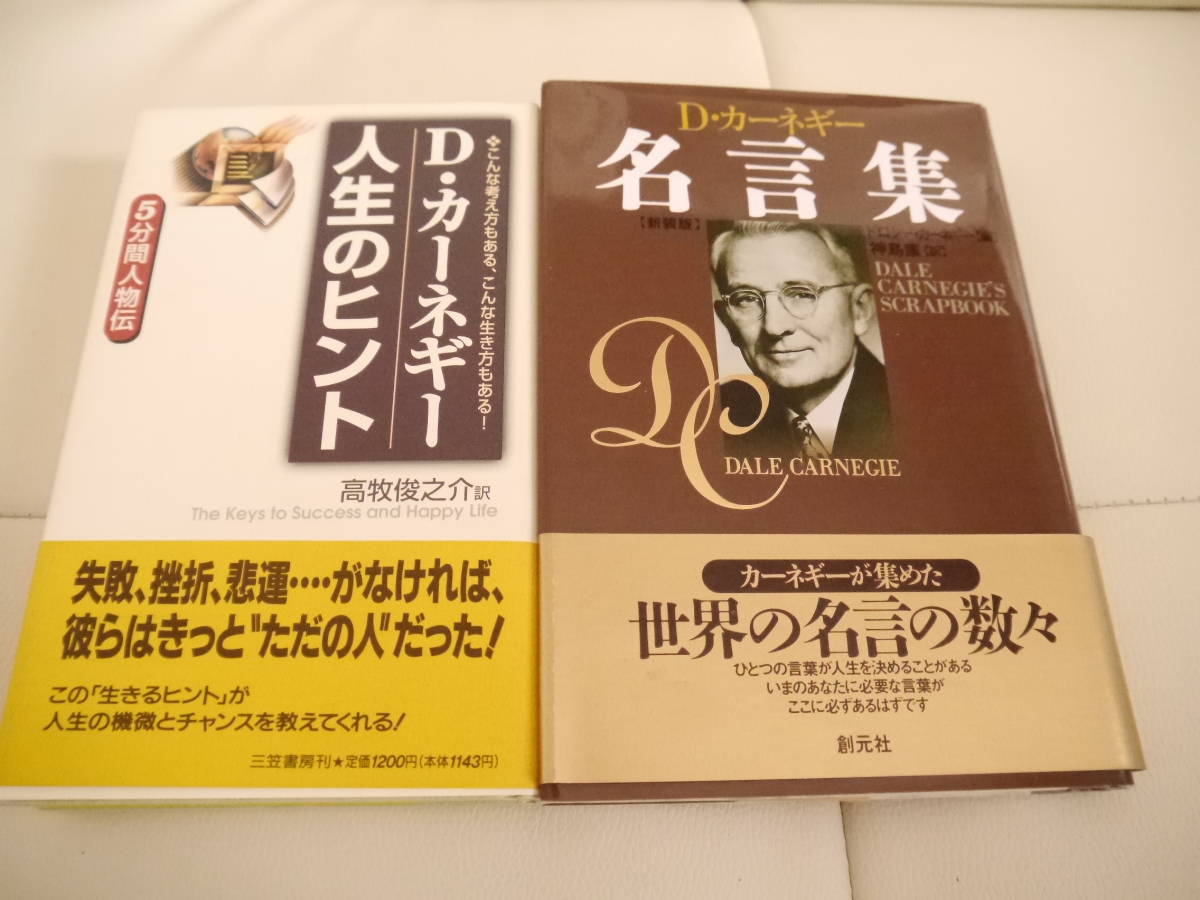 ❖こんな考え方もある、こんな生き方もある!
D・カーネギー
人生のヒント
5分間人物伝
高牧俊之介訳
The Keys to Success and Happy Life
失敗、挫折、悲運‥‥がなければ、
彼らはきっと"ただの人"だった!
この「生きるヒント」が
人生の機微とチャンスを教えてくれる!
三笠書房刊★定価1200円(本体1143円)
D・カーネギー
名言集
【新装版】
ドロシー・カーネギー編
神島康訳
DALE
CARNEGIE'S
SCRAPBOOK
DC
DALE CARNEGIE
カーネギーが集めた
世界の名言の数々
ひとつの言葉が人生を決めることがある
いまのあなたに必要な言葉が
ここに必ずあるはずです
創元社